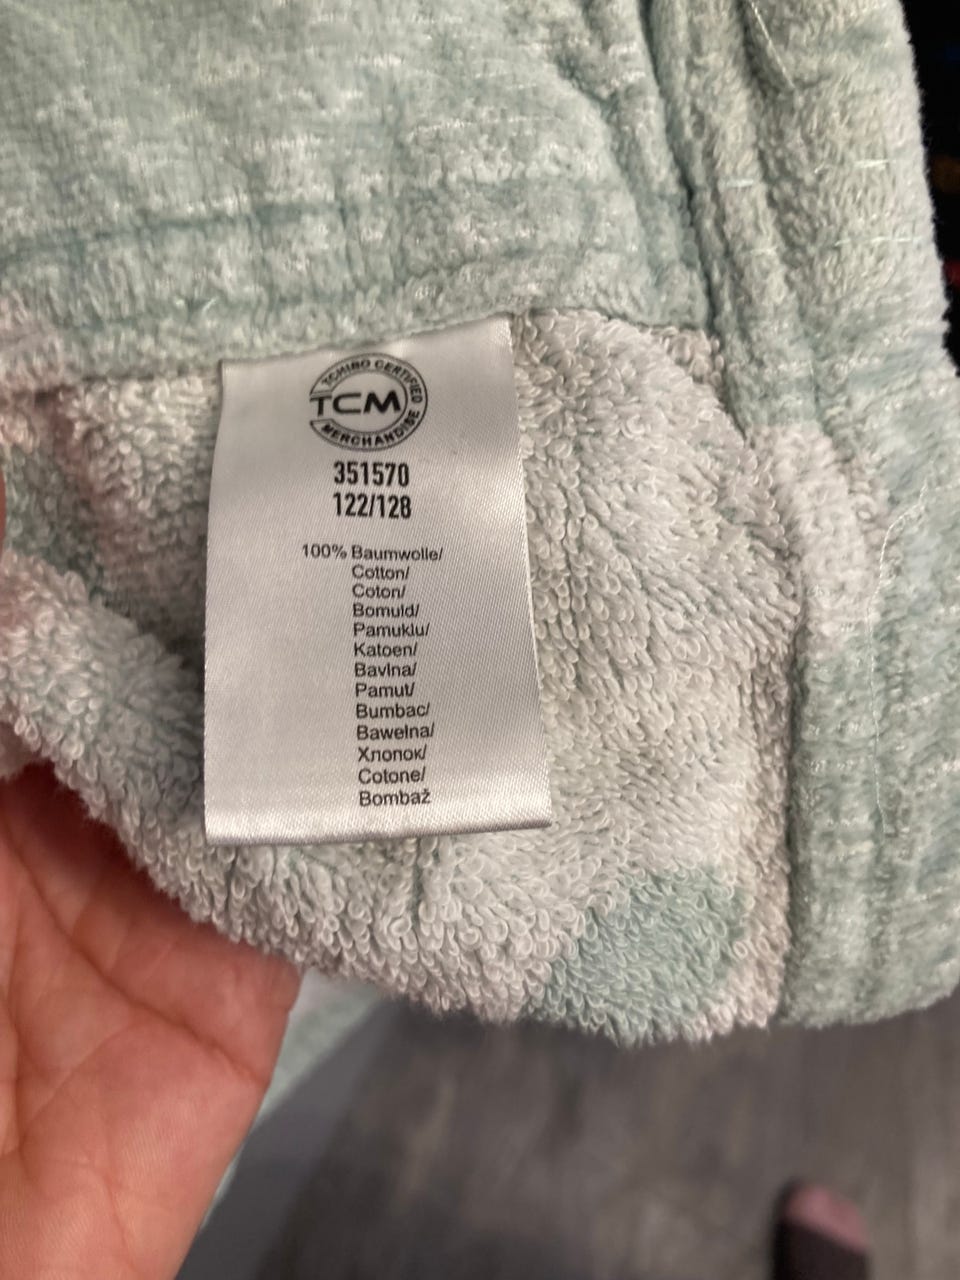 TCHIBO CERTIFIED
TCM
MERCHANDISE
351570
122/128
100% Baumwolle/
Cotton/
Coton/
Bomuld/
Pamuklu/
Katoen/
Bavlna/
Pamut/
Bumbac/
Bawełna/
Хлопок/
Cotone/
Bombaž